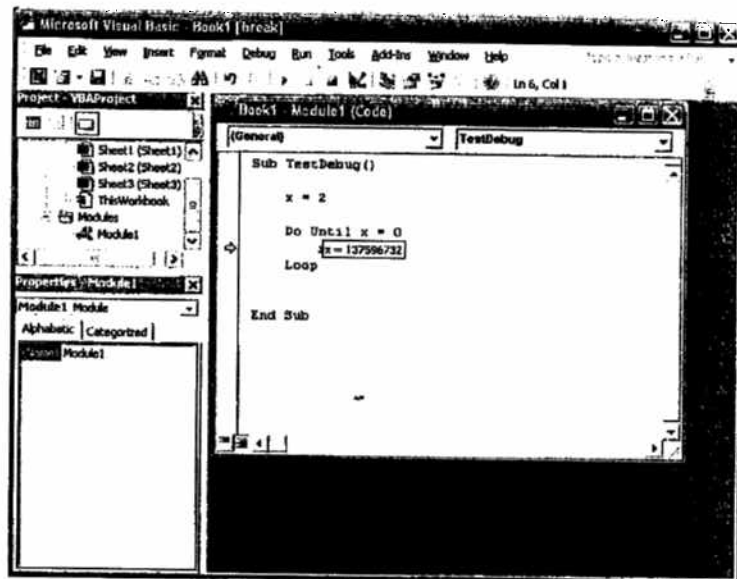 Microsoft Visual Basic - Book1 [break]
File Edit View Insert Format Debug Run Tools Add-Ins Window Help
Ln 6, Col 1
Project - VBAProject
Sheet1 (Sheet1)
Sheet2 (Sheet2)
Sheet3 (Sheet3)
ThisWorkbook
Modules
Module1
Properties - Module1
Module1 Module
Alphabetic Categorized
(Name) Module1
Book1 - Module1 (Code)
(General) TestDebug
Sub TestDebug()
x = 2
Do Until x = 0
x = 137596732
Loop
End Sub